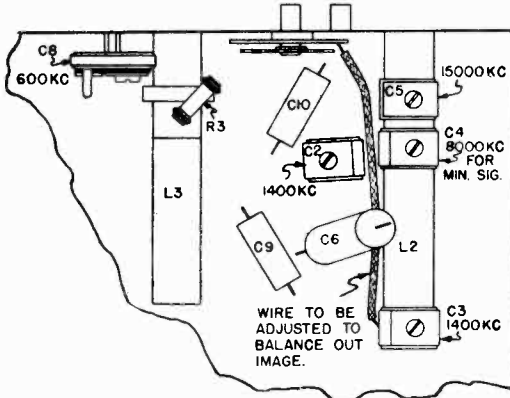 C8
600KC
R3
L3
C10
C2
1400KC
C9
C6
L2
C5
15000KC
C4
8000KC
FOR
MIN. SIG.
C3
1400KC
WIRE TO BE
ADJUSTED TO
BALANCE OUT
IMAGE.